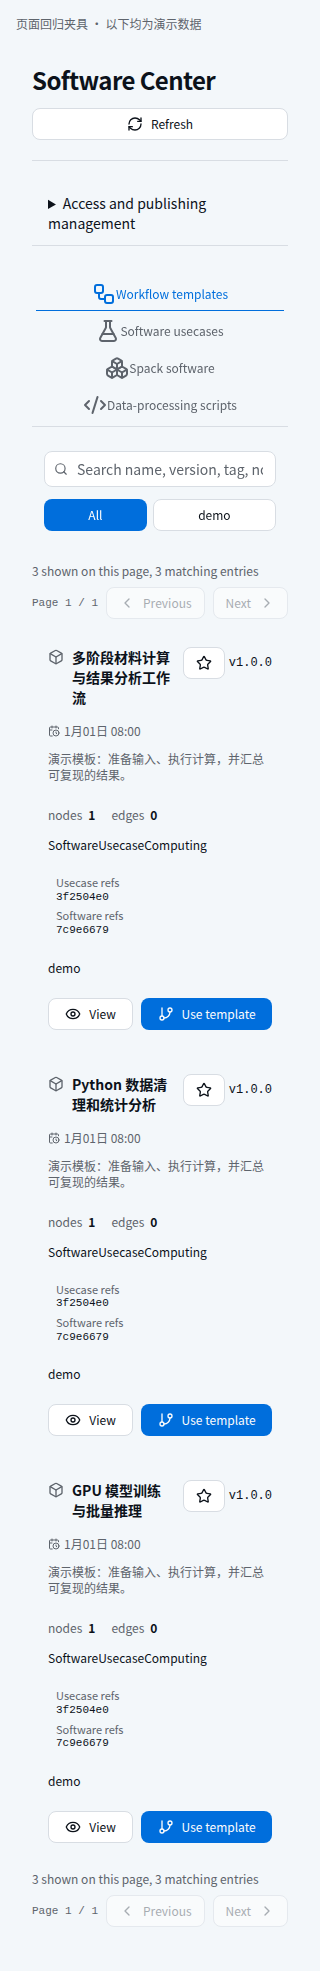 页面回归夹具 · 以下均为演示数据
Software Center
Refresh
Access and publishing
management
Workflow templates
Software usecases
Spack software
Data-processing scripts
Search name, version, tag, no
All
demo
3 shown on this page, 3 matching entries
Page 1 / 1
Previous
Next
多阶段材料计算
与结果分析工作
流
v1.0.0
1月01日 08:00
演示模板：准备输入、执行计算，并汇总
可复现的结果。
nodes 1 edges 0
SoftwareUsecaseComputing
Usecase refs
3f2504e0
Software refs
7c9e6679
demo
View
Use template
Python 数据清
理和统计分析
v1.0.0
1月01日 08:00
演示模板：准备输入、执行计算，并汇总
可复现的结果。
nodes 1 edges 0
SoftwareUsecaseComputing
Usecase refs
3f2504e0
Software refs
7c9e6679
demo
View
Use template
GPU 模型训练
与批量推理
v1.0.0
1月01日 08:00
演示模板：准备输入、执行计算，并汇总
可复现的结果。
nodes 1 edges 0
SoftwareUsecaseComputing
Usecase refs
3f2504e0
Software refs
7c9e6679
demo
View
Use template
3 shown on this page, 3 matching entries
Page 1 / 1
Previous
Next